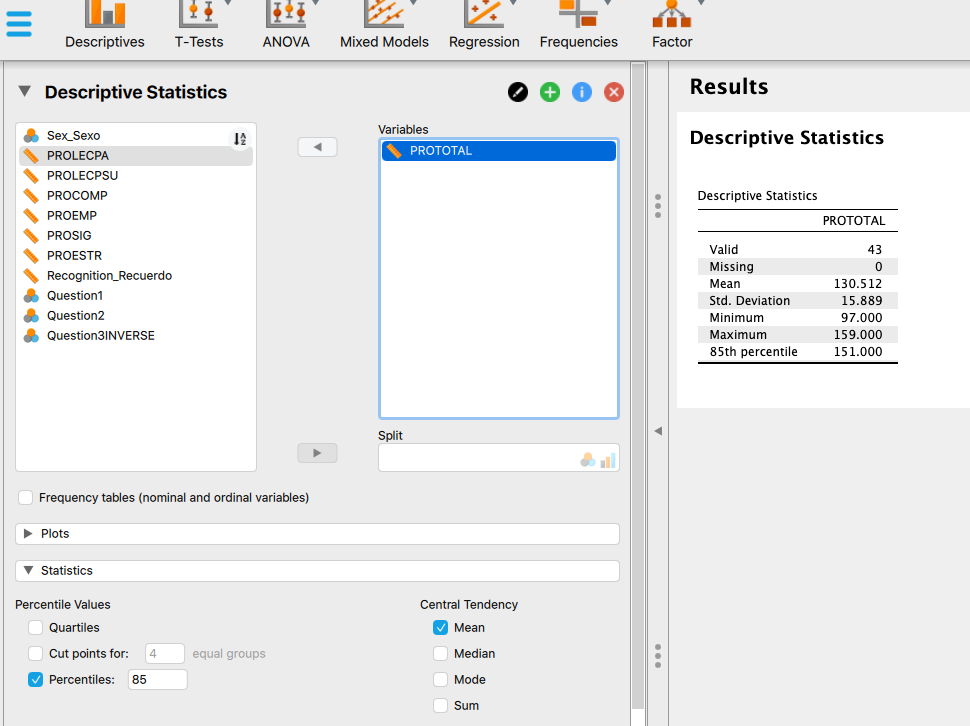 Descriptives T-Tests ANOVA Mixed Models Regression Frequencies Factor
Descriptive Statistics
Sex_Sexo
PROLECPA
PROLECPSU
PROCOMP
PROEMP
PROSIG
PROESTR
Recognition_Recuerdo
Question1
Question2
Question3INVERSE
Variables
PROTOTAL
Split
Frequency tables (nominal and ordinal variables)
Plots
Statistics
Percentile Values
Quartiles
Cut points for: 4 equal groups
Percentiles: 85
Central Tendency
Mean
Median
Mode
Sum
Results
Descriptive Statistics
Descriptive Statistics
PROTOTAL
Valid 43
Missing 0
Mean 130.512
Std. Deviation 15.889
Minimum 97.000
Maximum 159.000
85th percentile 151.000